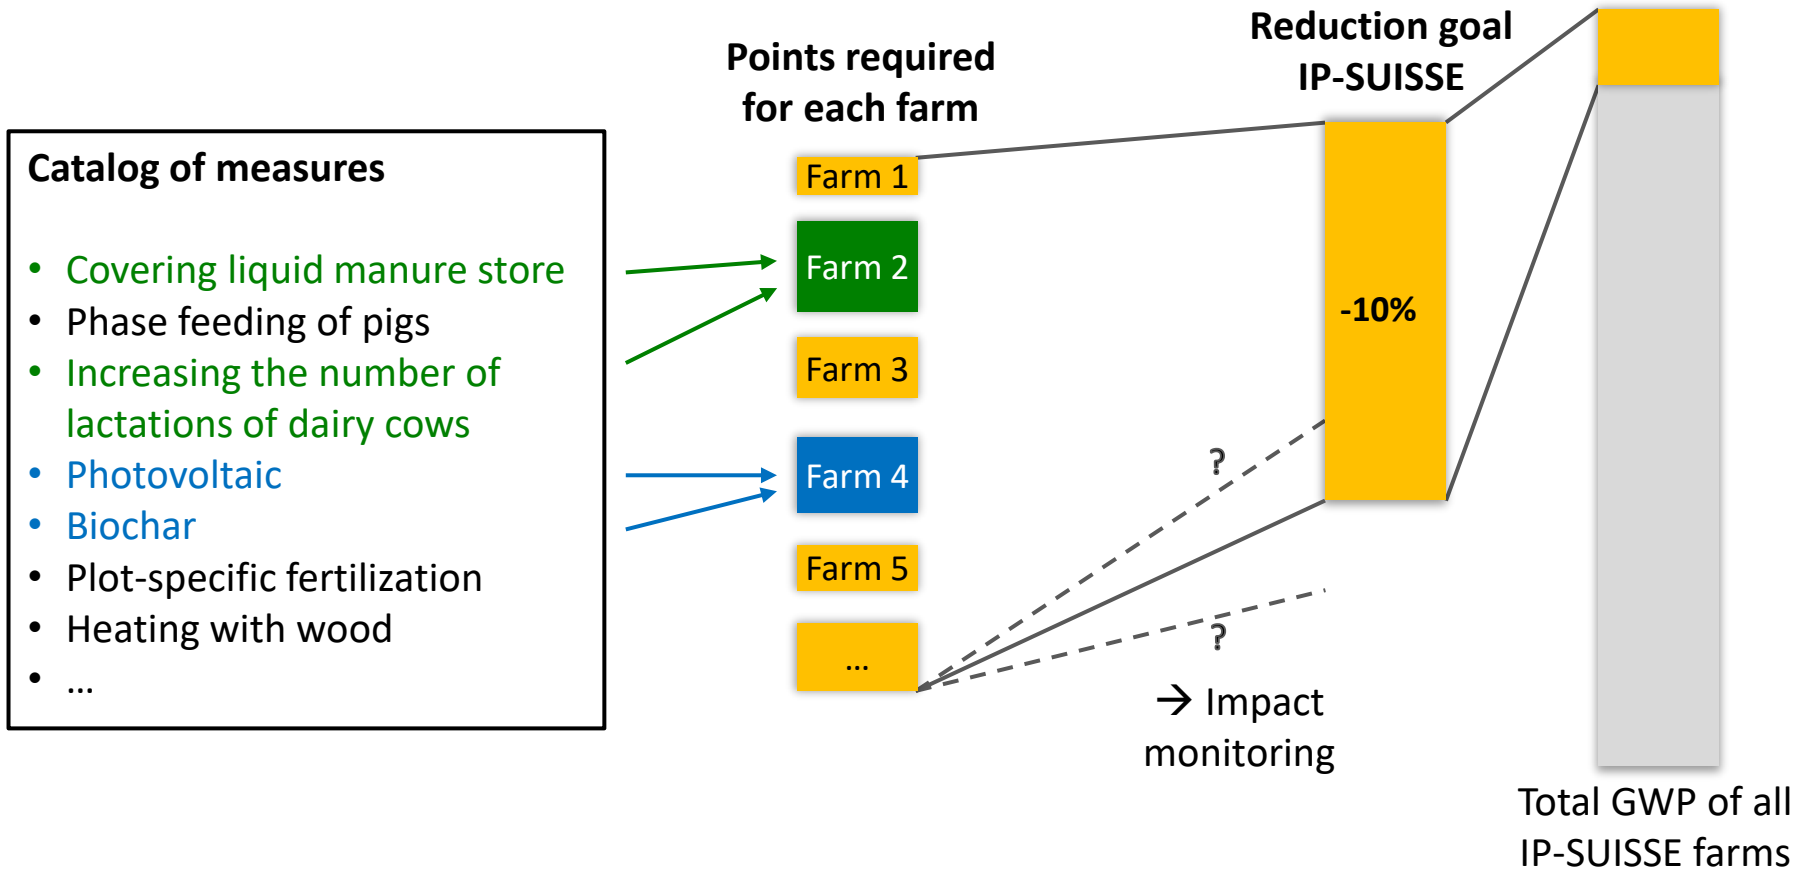 Reduction goal
IP-SUISSE
Points required
for each farm
Catalog of measures
• Covering liquid manure store
• Phase feeding of pigs
• Increasing the number of
lactations of dairy cows
• Photovoltaic
• Biochar
• Plot-specific fertilization
• Heating with wood
• ...
Farm 1
Farm 2
Farm 3
Farm 4
Farm 5
...
-10%
?
?
→ Impact
monitoring
Total GWP of all
IP-SUISSE farms